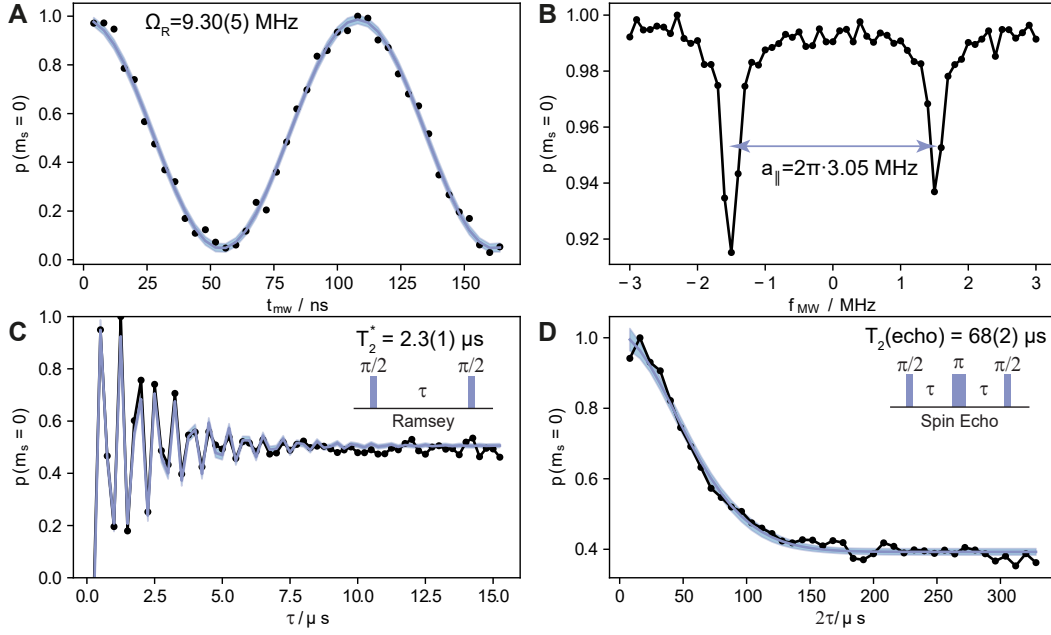 A
Ω_R=9.30(5) MHz
p (m_s = 0)
1.0
0.8
0.6
0.4
0.2
0.0
0
25
50
75
100
125
150
t_mw / ns
B
p (m_s = 0)
1.00
0.98
0.96
0.94
0.92
a_∥=2π·3.05 MHz
−3
−2
−1
0
1
2
3
f_MW / MHz
C
T_2^* = 2.3(1) µs
π/2
π/2
τ
Ramsey
p (m_s = 0)
1.0
0.8
0.6
0.4
0.2
0.0
0.0
2.5
5.0
7.5
10.0
12.5
15.0
τ/µ s
D
T_2(echo) = 68(2) µs
π/2
π
π/2
τ
τ
Spin Echo
p (m_s = 0)
1.0
0.8
0.6
0.4
0
50
100
150
200
250
300
2τ/µ s